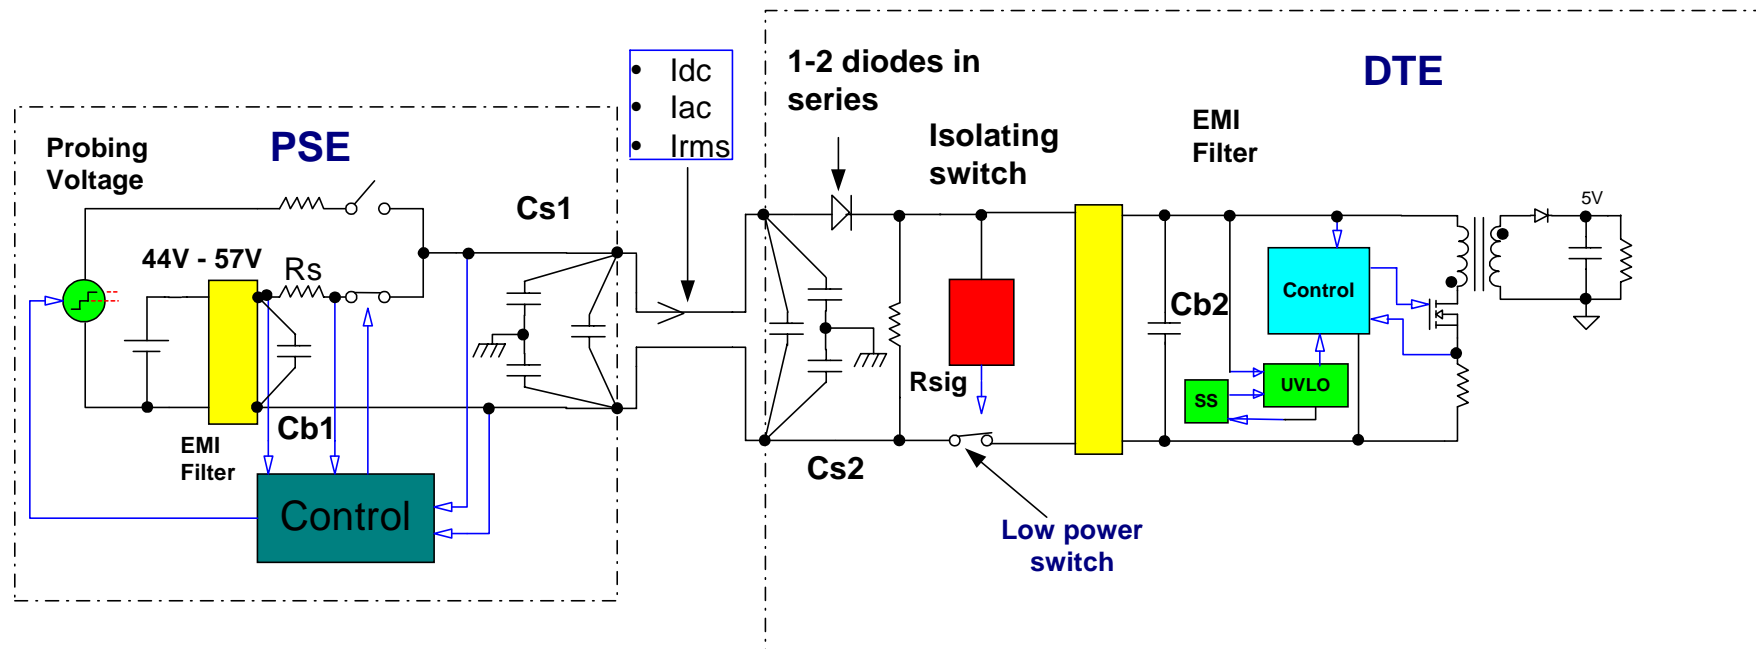 Idc
Iac
Irms
1-2 diodes in
series
DTE
PSE
Probing
Voltage
Isolating
switch
EMI
Filter
Cs1
5V
44V - 57V
Rs
Control
Cb2
Rsig
UVLO
SS
Cb1
EMI
Filter
Cs2
Control
Low power
switch